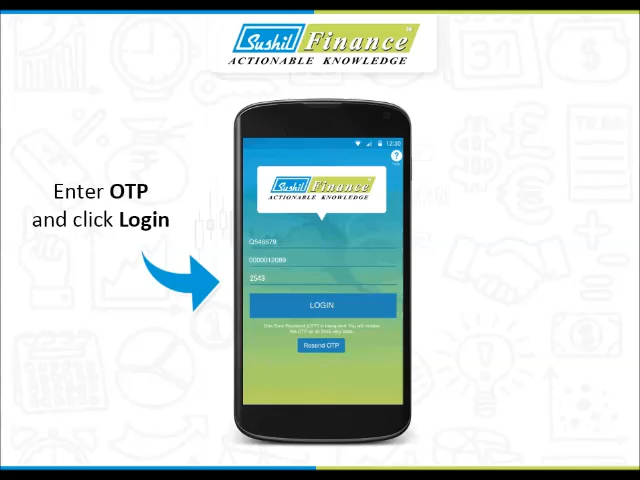 Sushil Finance
ACTIONABLE KNOWLEDGE
12:30
?
Sushil Finance
ACTIONABLE KNOWLEDGE
Enter OTP
and click Login
0000012089
2543
LOGIN
Resend OTP